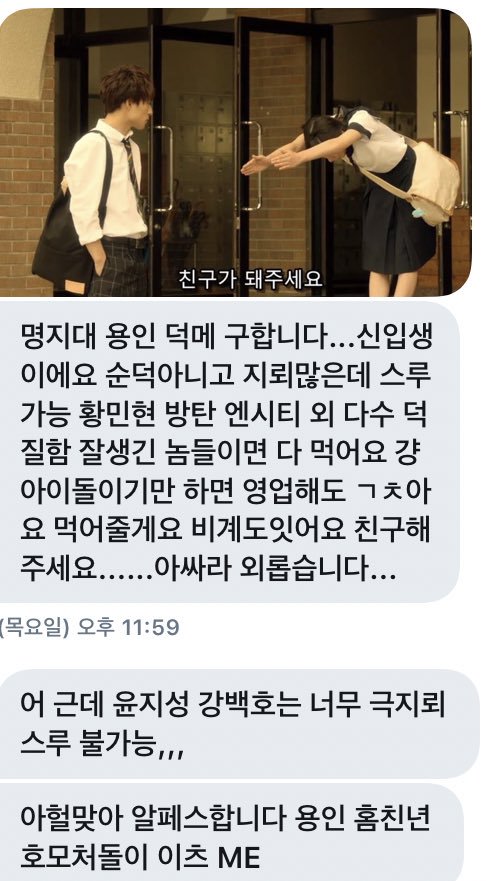 친구가 돼주세요
명지대 용인 덕메 구합니다...신입생
이에요 순덕아니고 지뢰많은데 스루
가능 황민현 방탄 엔시티 외 다수 덕
질함 잘생긴 놈들이면 다 먹어요 걍
아이돌이기만 하면 영업해도 ㄱㅊ아
요 먹어줄게요 비계도잇어요 친구해
주세요......아싸라 외롭습니다...
(목요일) 오후 11:59
어 근데 윤지성 강백호는 너무 극지뢰
스루 불가능,,,
아헐맞아 알페스합니다 용인 홈친년
호모처돌이 이츠 ME